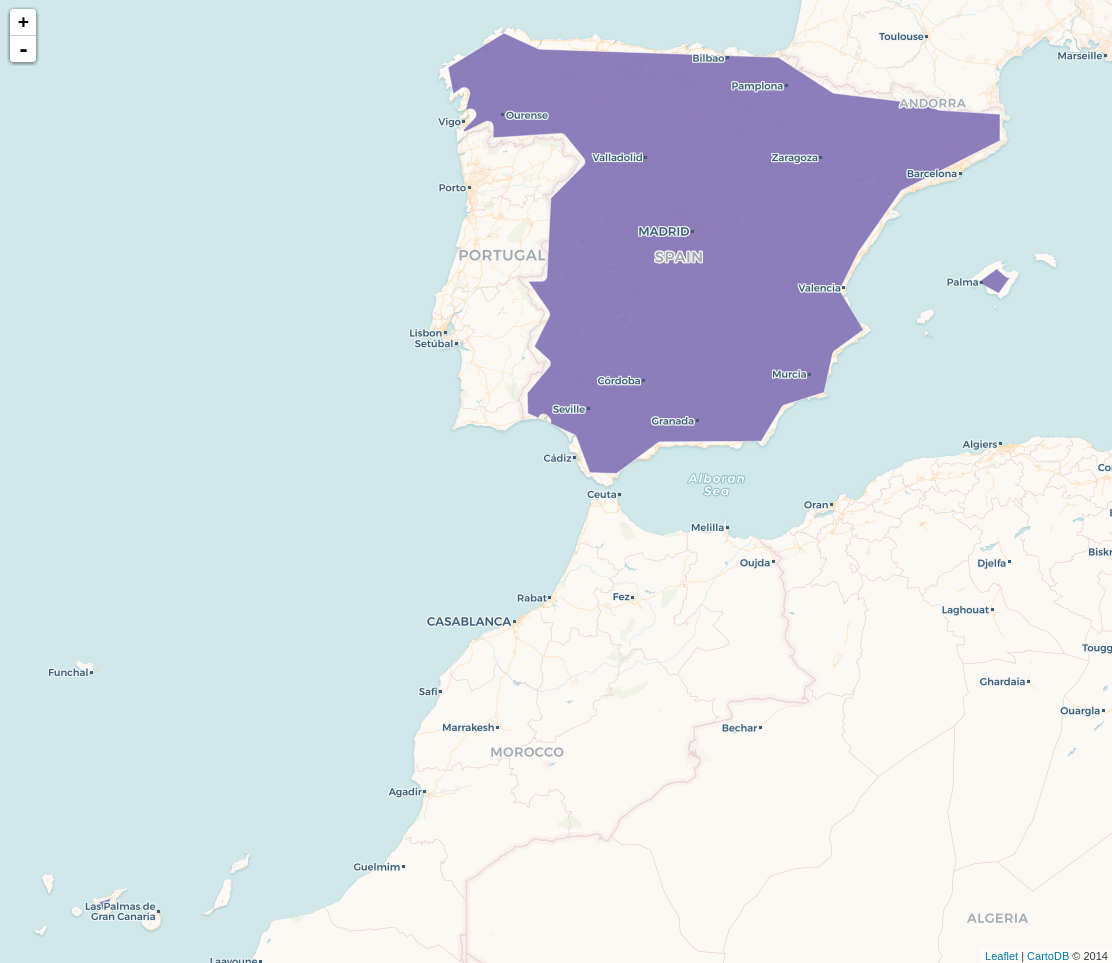 +
-
Toulouse
Marseille
Bilbao
Pamplona
ANDORRA
Vigo
Ourense
Valladolid
Zaragoza
Barcelona
Porto
MADRID
PORTUGAL
SPAIN
Palma
Valencia
Lisbon
Setúbal
Murcia
Córdoba
Seville
Granada
Cádiz
Algiers
Alboran
Sea
Co
Ceuta
Oran
Melilla
Biskr
Oujda
Djelfa
Rabat
Fez
Laghouat
CASABLANCA
Tougg
Funchal
Ghardaia
Safi
Ouargla
Marrakesh
Bechar
MOROCCO
Agadir
Guelmim
Las Palmas de
Gran Canaria
ALGERIA
Laayoune
Leaflet | CartoDB © 2014